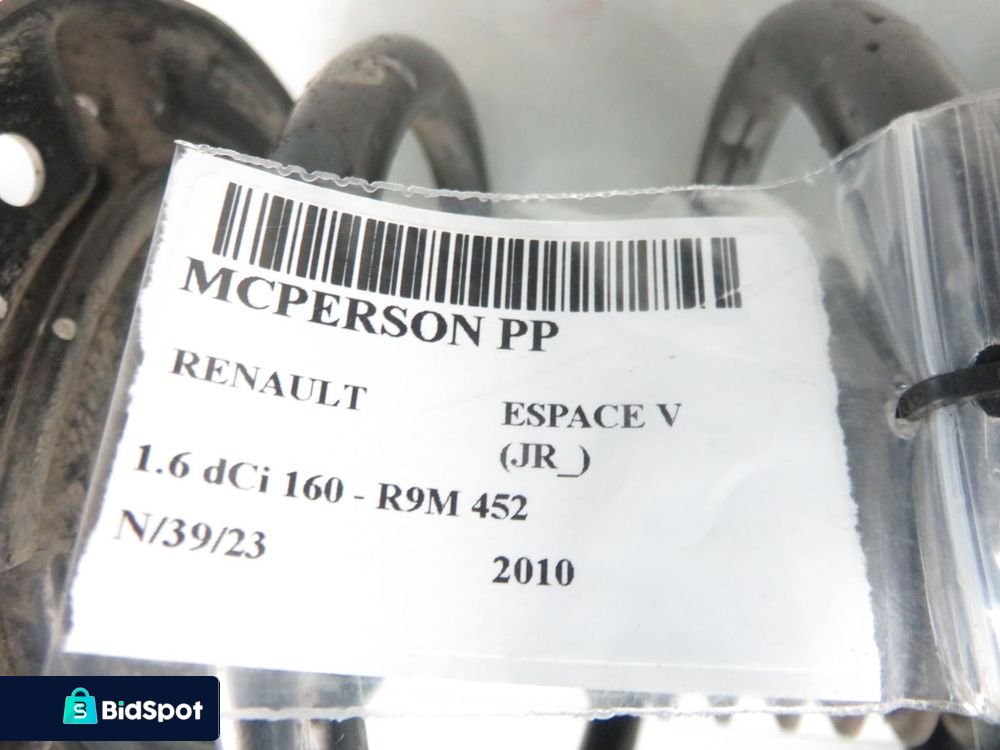 MCPERSON PP
RENAULT
ESPACE V
(JR_)
1.6 dCi 160 - R9M 452
N/39/23
2010
BidSpot